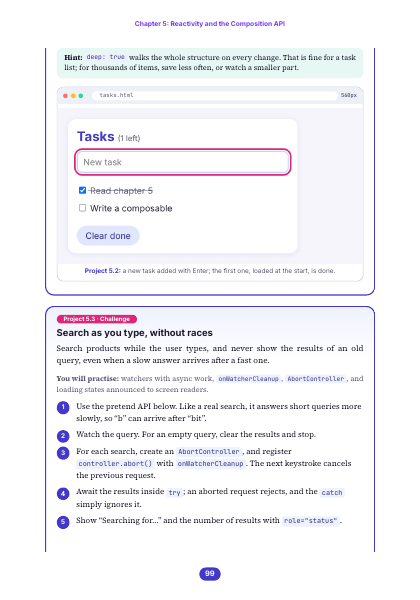 Chapter 5: Reactivity and the Composition API
Hint: deep: true walks the whole structure on every change. That is fine for a task
list; for thousands of items, save less often, or watch a smaller part.
tasks.html
560px
Tasks (1 left)
New task
Read chapter 5
Write a composable
Clear done
Project 5.2: a new task added with Enter; the first one, loaded at the start, is done.
Project 5.3 · Challenge
Search as you type, without races
Search products while the user types, and never show the results of an old
query, even when a slow answer arrives after a fast one.
You will practise: watchers with async work, onWatcherCleanup, AbortController, and
loading states announced to screen readers.
1 Use the pretend API below. Like a real search, it answers short queries more
slowly, so “b” can arrive after “bit”.
2 Watch the query. For an empty query, clear the results and stop.
3 For each search, create an AbortController, and register
controller.abort() with onWatcherCleanup. The next keystroke cancels
the previous request.
4 Await the results inside try; an aborted request rejects, and the catch
simply ignores it.
5 Show “Searching for…” and the number of results with role="status".
99